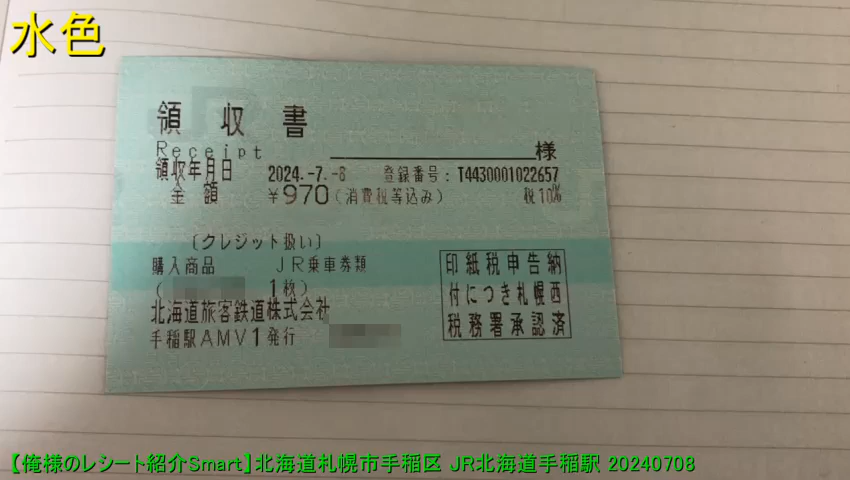 水色
領収書
Receipt
様
領収年月日 2024.-7.-8 登録番号:T4430001022657
金額 ¥970(消費税等込み) 税10%
〔クレジット扱い〕
購入商品 JR乗車券類
( 1枚)
北海道旅客鉄道株式会社
手稲駅AMV1発行
印紙税申告納
付につき札幌西
税務署承認済
【俺様のレシート紹介Smart】北海道札幌市手稲区 JR北海道手稲駅 20240708